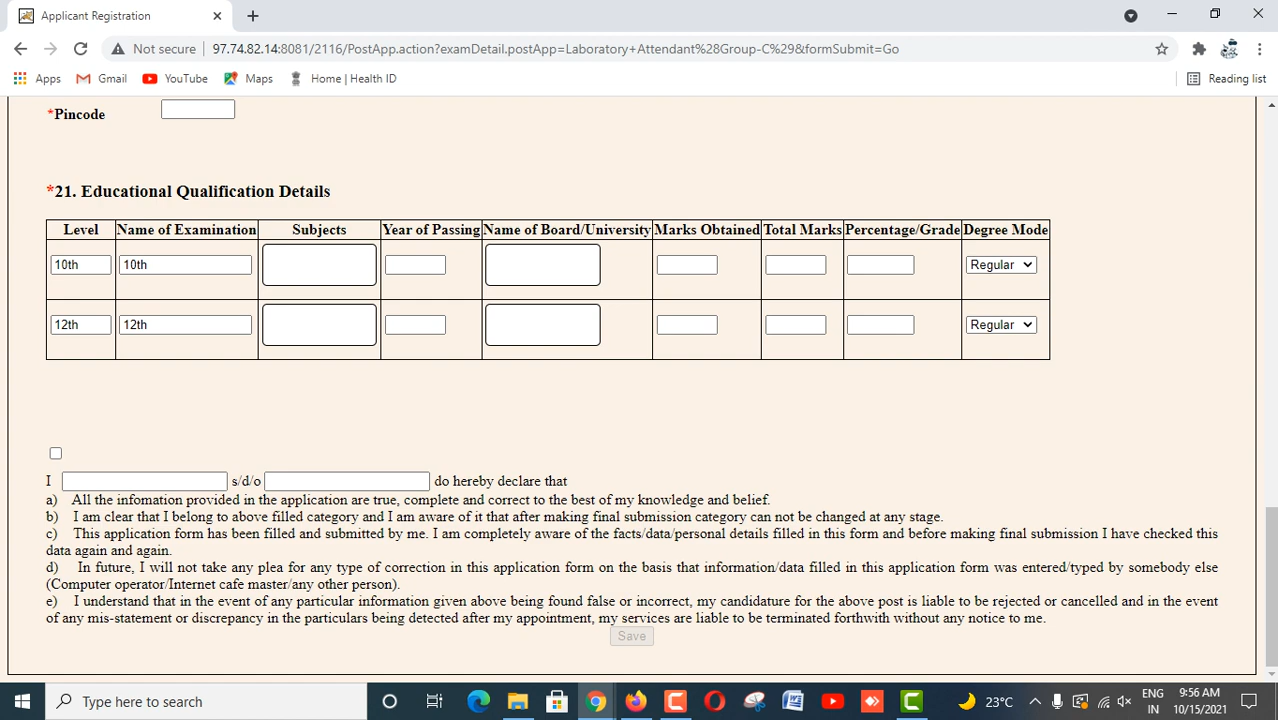 Applicant Registration
Not secure 97.74.82.14:8081/2116/PostApp.action?examDetail.postApp=Laboratory+Attendant%28Group-C%29&formSubmit=Go
Apps Gmail YouTube Maps Home | Health ID Reading list
*Pincode
*21. Educational Qualification Details
Level Name of Examination Subjects Year of Passing Name of Board/University Marks Obtained Total Marks Percentage/Grade Degree Mode
10th 10th Regular
12th 12th Regular
I s/d/o do hereby declare that
a) All the infomation provided in the application are true, complete and correct to the best of my knowledge and belief.
b) I am clear that I belong to above filled category and I am aware of it that after making final submission category can not be changed at any stage.
c) This application form has been filled and submitted by me. I am completely aware of the facts/data/personal details filled in this form and before making final submission I have checked this
data again and again.
d) In future, I will not take any plea for any type of correction in this application form on the basis that information/data filled in this application form was entered/typed by somebody else
(Computer operator/Internet cafe master/any other person).
e) I understand that in the event of any particular information given above being found false or incorrect, my candidature for the above post is liable to be rejected or cancelled and in the event
of any mis-statement or discrepancy in the particulars being detected after my appointment, my services are liable to be terminated forthwith without any notice to me.
Save
Type here to search
23°C
ENG
IN
9:56 AM
10/15/2021